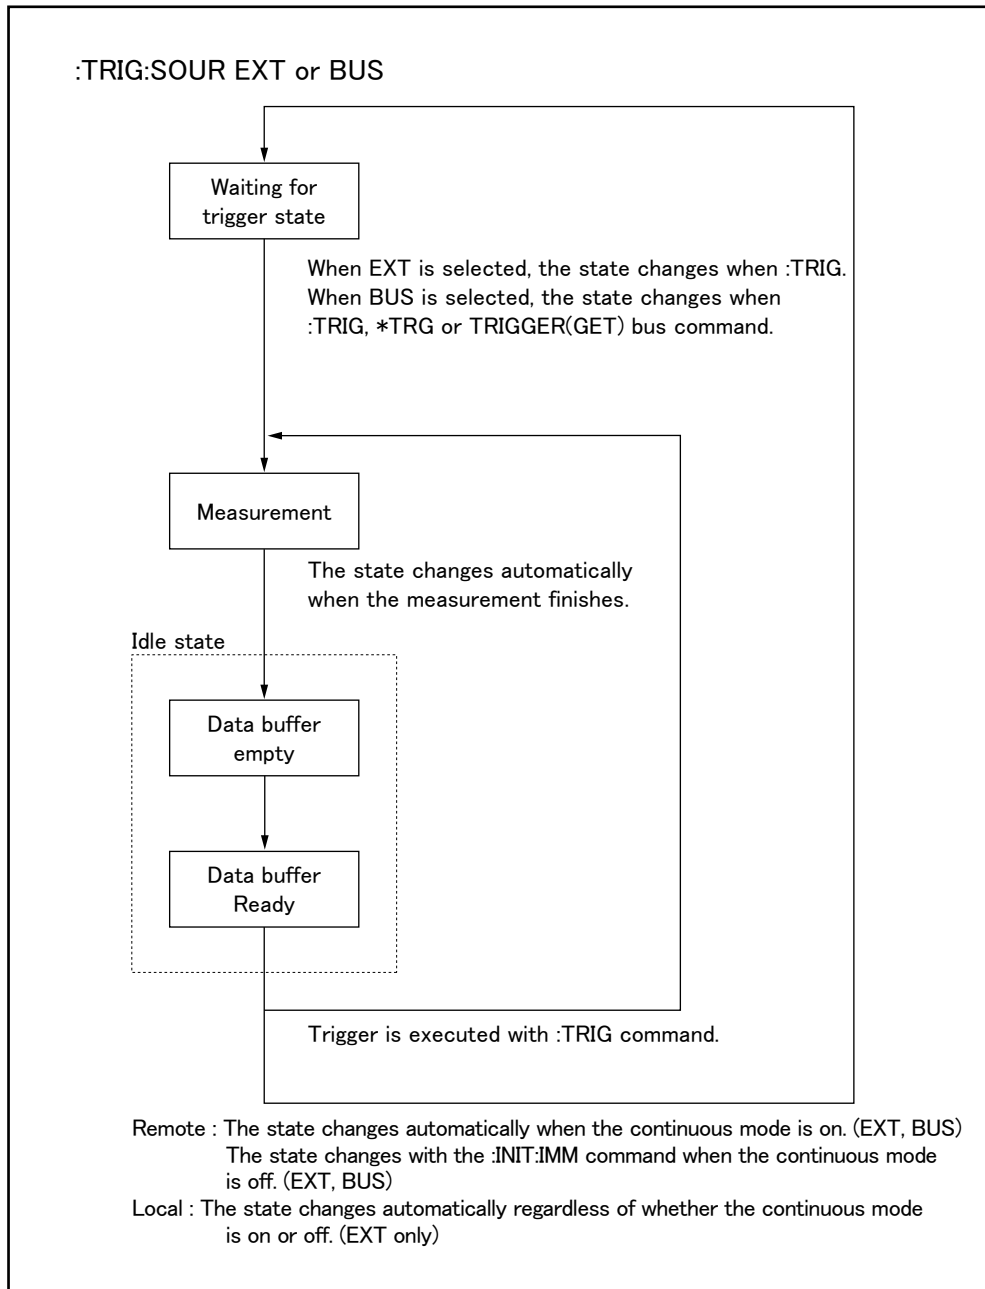 :TRIG:SOUR EXT or BUS
Waiting for
trigger state
When EXT is selected, the state changes when :TRIG.
When BUS is selected, the state changes when
:TRIG, *TRG or TRIGGER(GET) bus command.
Measurement
The state changes automatically
when the measurement finishes.
Idle state
Data buffer
empty
Data buffer
Ready
Trigger is executed with :TRIG command.
Remote : The state changes automatically when the continuous mode is on. (EXT, BUS)
The state changes with the :INIT:IMM command when the continuous mode
is off. (EXT, BUS)
Local : The state changes automatically regardless of whether the continuous mode
is on or off. (EXT only)